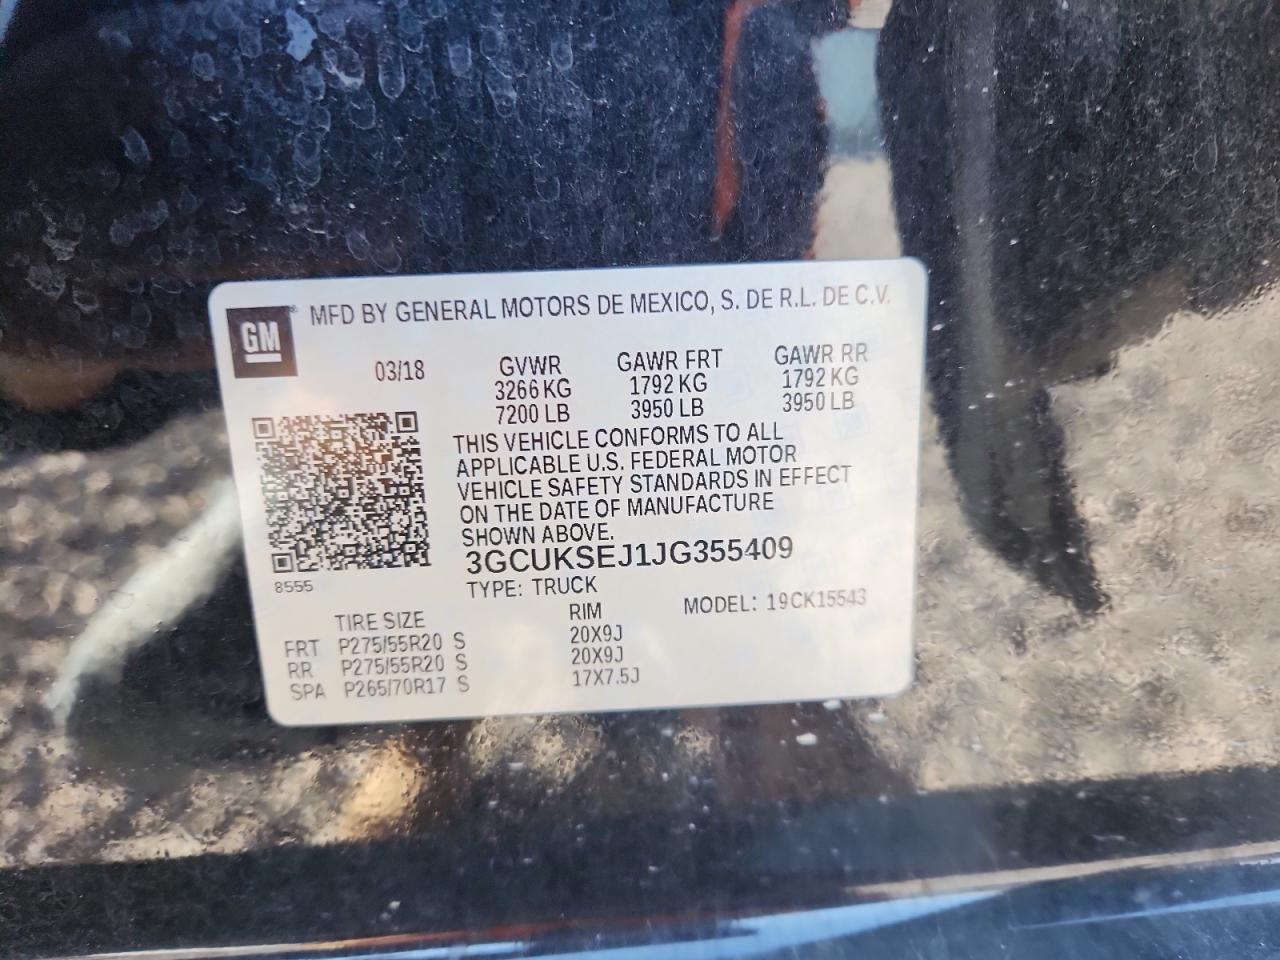 GM
MFD BY GENERAL MOTORS DE MEXICO, S. DE R.L. DE C.V.
03/18 GVWR GAWR FRT GAWR RR
3266 KG 1792 KG 1792 KG
7200 LB 3950 LB 3950 LB
THIS VEHICLE CONFORMS TO ALL
APPLICABLE U.S. FEDERAL MOTOR
VEHICLE SAFETY STANDARDS IN EFFECT
ON THE DATE OF MANUFACTURE
SHOWN ABOVE.
3GCUKSEJ1JG355409
8555
TYPE: TRUCK
MODEL: 19CK15543
TIRE SIZE RIM
FRT P275/55R20 S 20X9J
RR P275/55R20 S 20X9J
SPA P265/70R17 S 17X7.5J